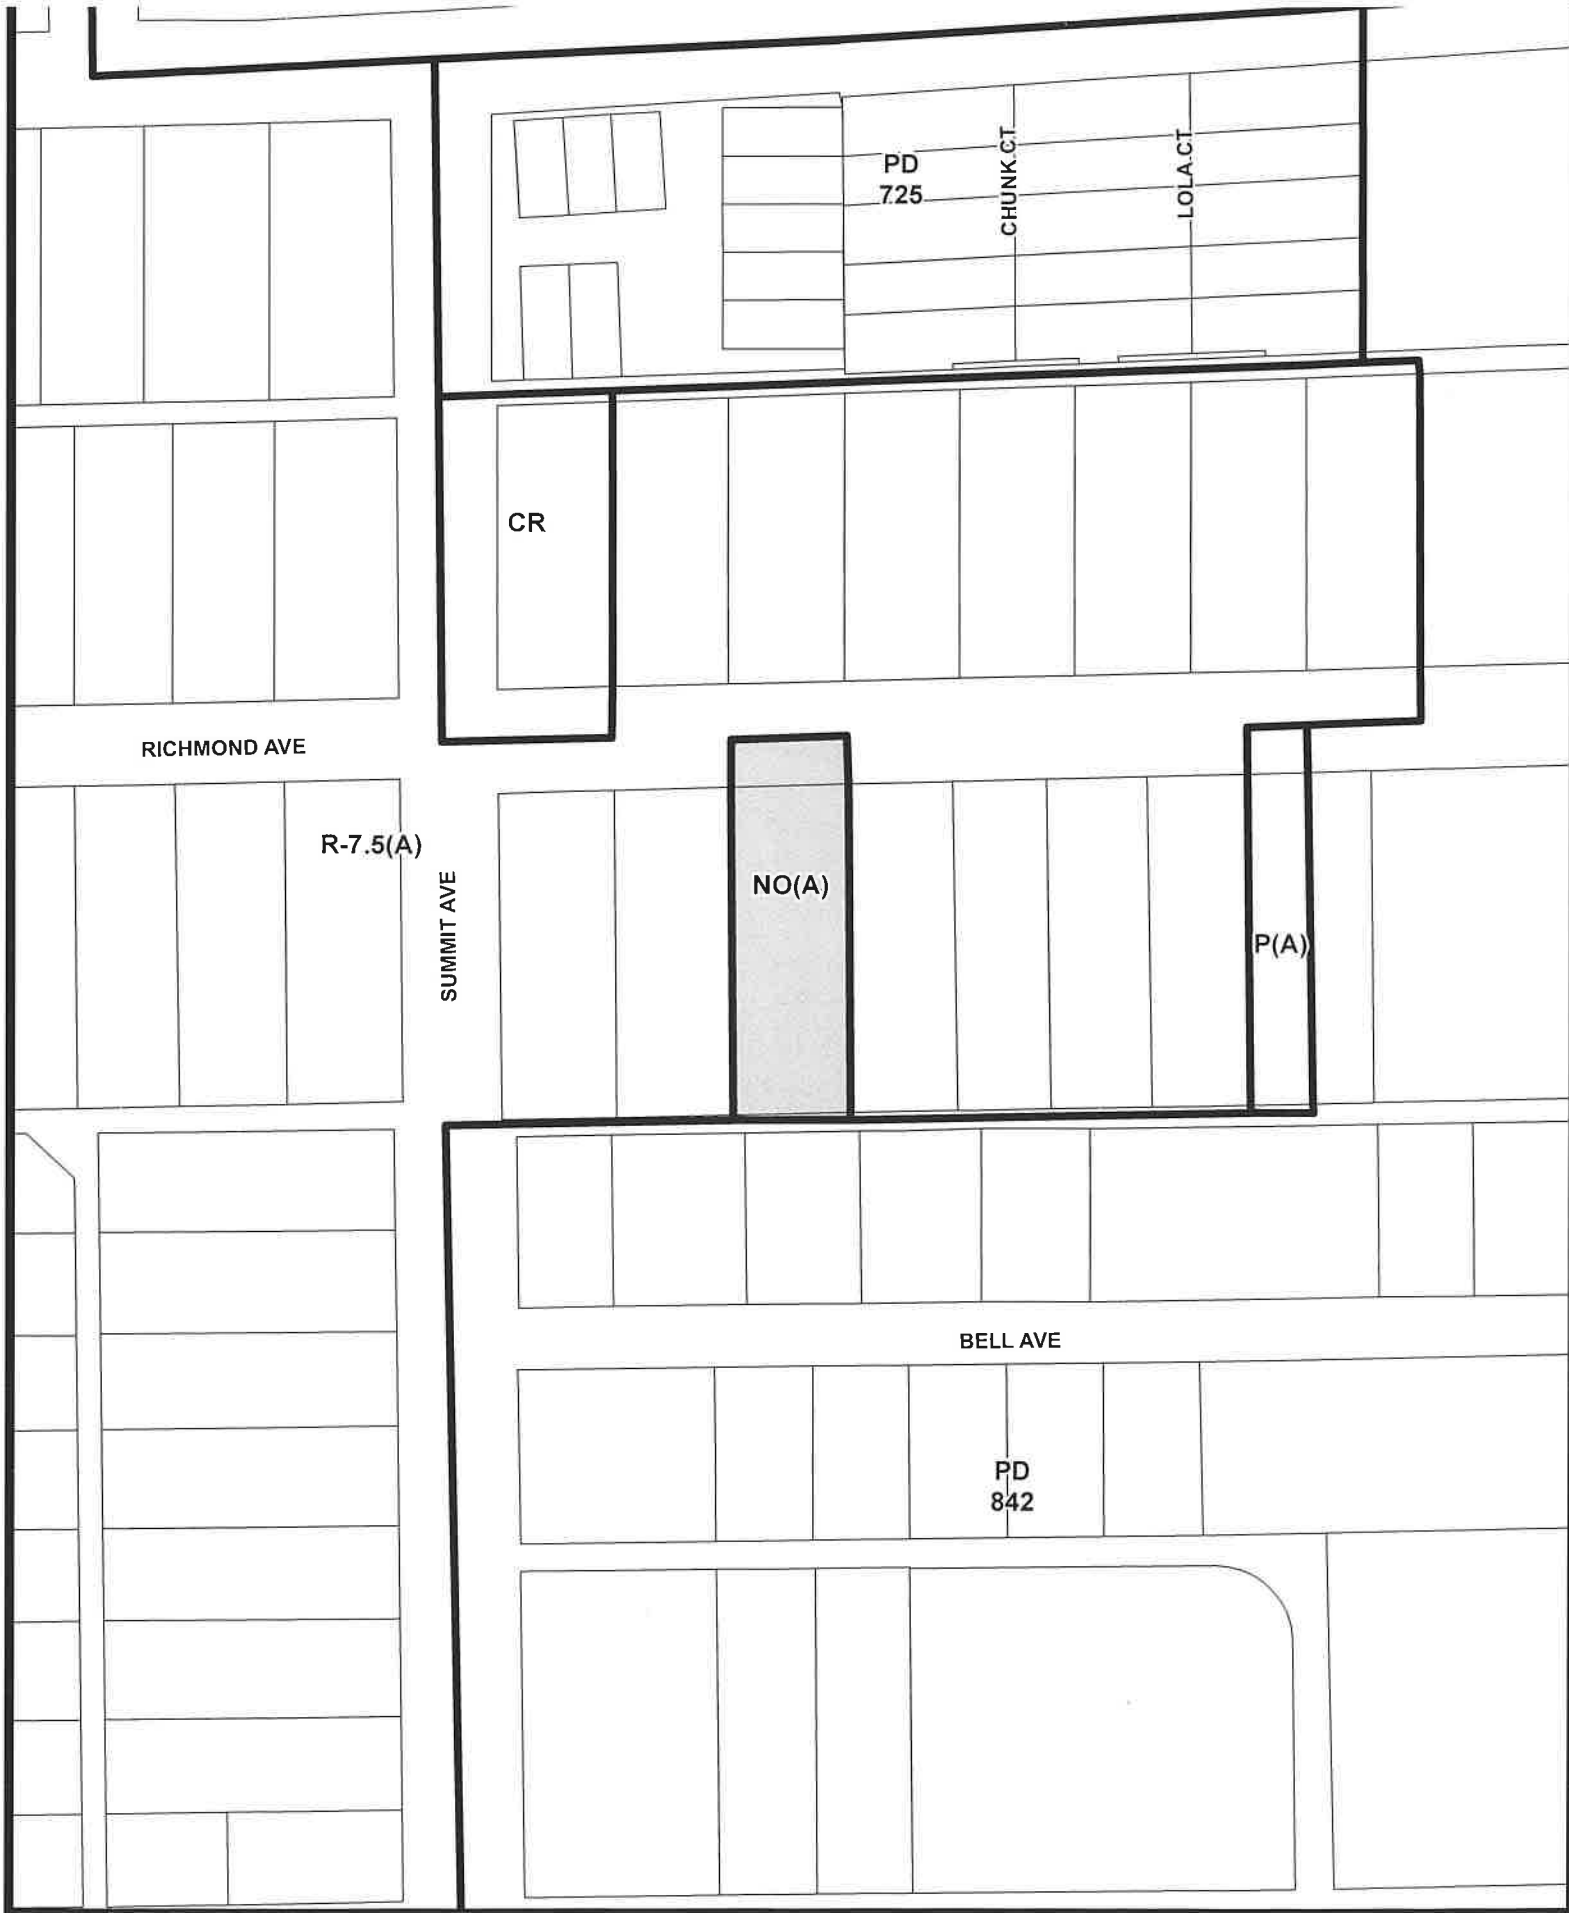 PD
725
CHUNK CT
LOLA CT
CR
RICHMOND AVE
R-7.5(A)
SUMMIT AVE
NO(A)
P(A)
BELL AVE
PD
842